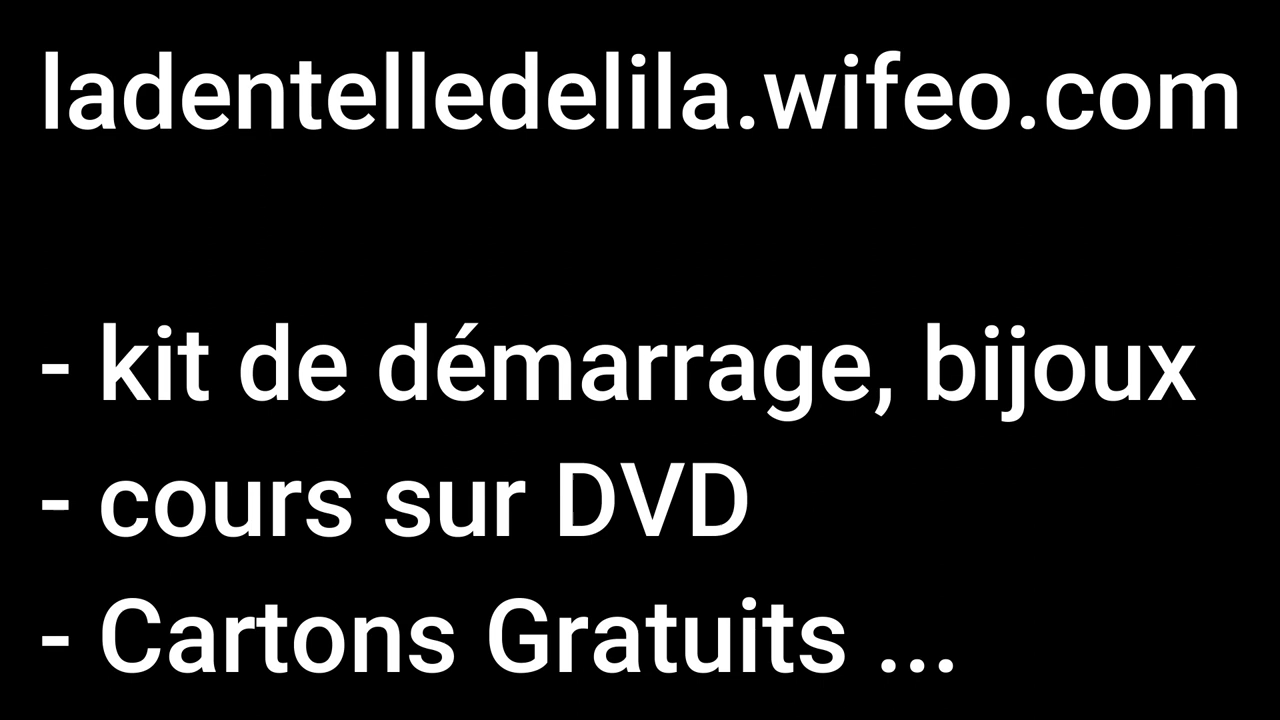 ladentelledelila.wifeo.com
- kit de démarrage, bijoux
- cours sur DVD
- Cartons Gratuits ...